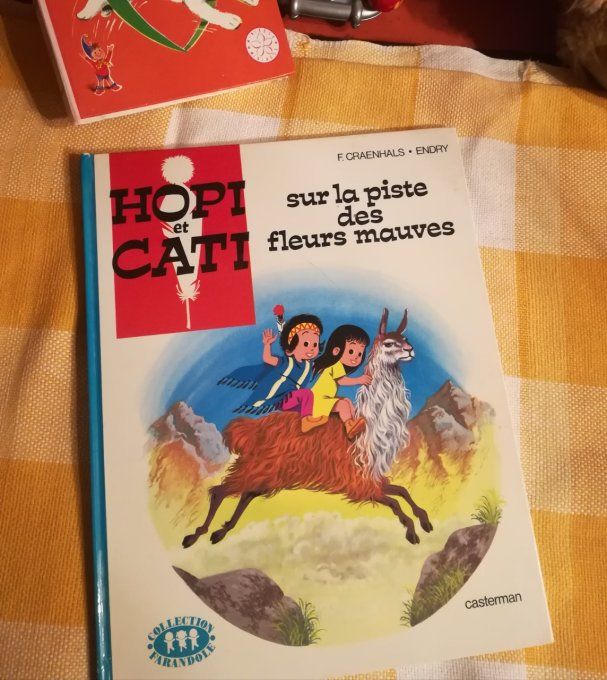 F. CRAENHALS • ENDRY
HOPI
et
CATI
sur la piste
des
fleurs mauves
casterman
COLLECTION
FARANDOLE